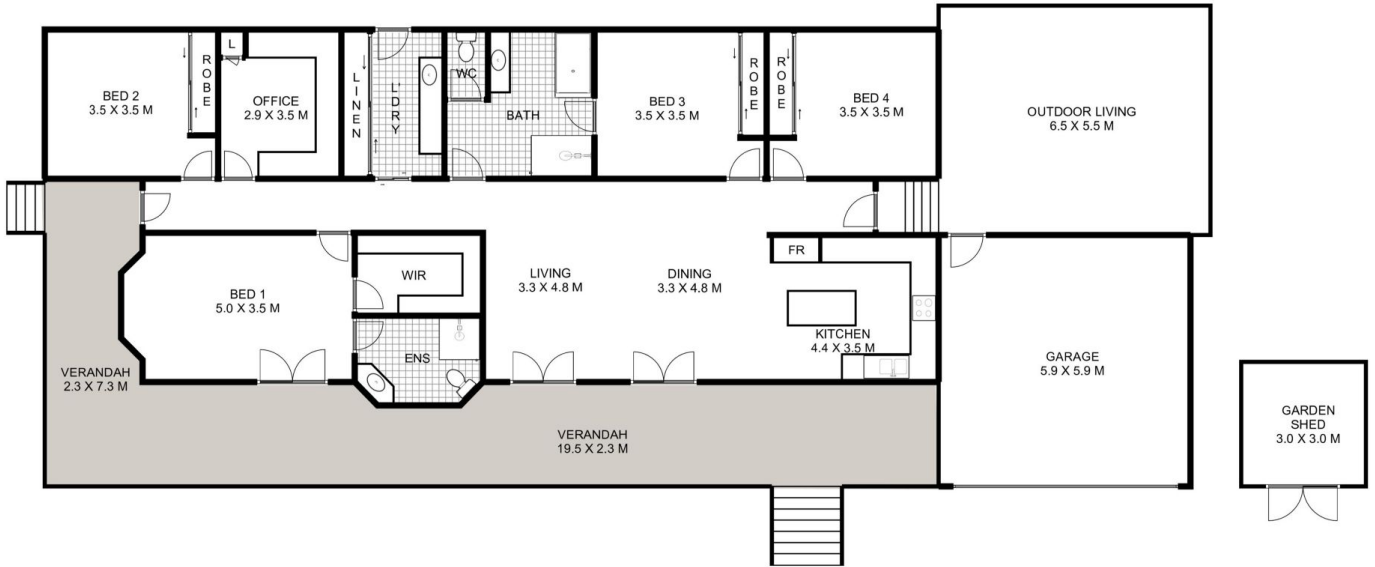 BED 2
3.5 X 3.5 M
ROBE
L
OFFICE
2.9 X 3.5 M
LINEN
L'DRY
WC
BATH
BED 3
3.5 X 3.5 M
ROBE
ROBE
BED 4
3.5 X 3.5 M
OUTDOOR LIVING
6.5 X 5.5 M
BED 1
5.0 X 3.5 M
WIR
ENS
LIVING
3.3 X 4.8 M
DINING
3.3 X 4.8 M
FR
KITCHEN
4.4 X 3.5 M
GARAGE
5.9 X 5.9 M
VERANDAH
2.3 X 7.3 M
VERANDAH
19.5 X 2.3 M
GARDEN
SHED
3.0 X 3.0 M